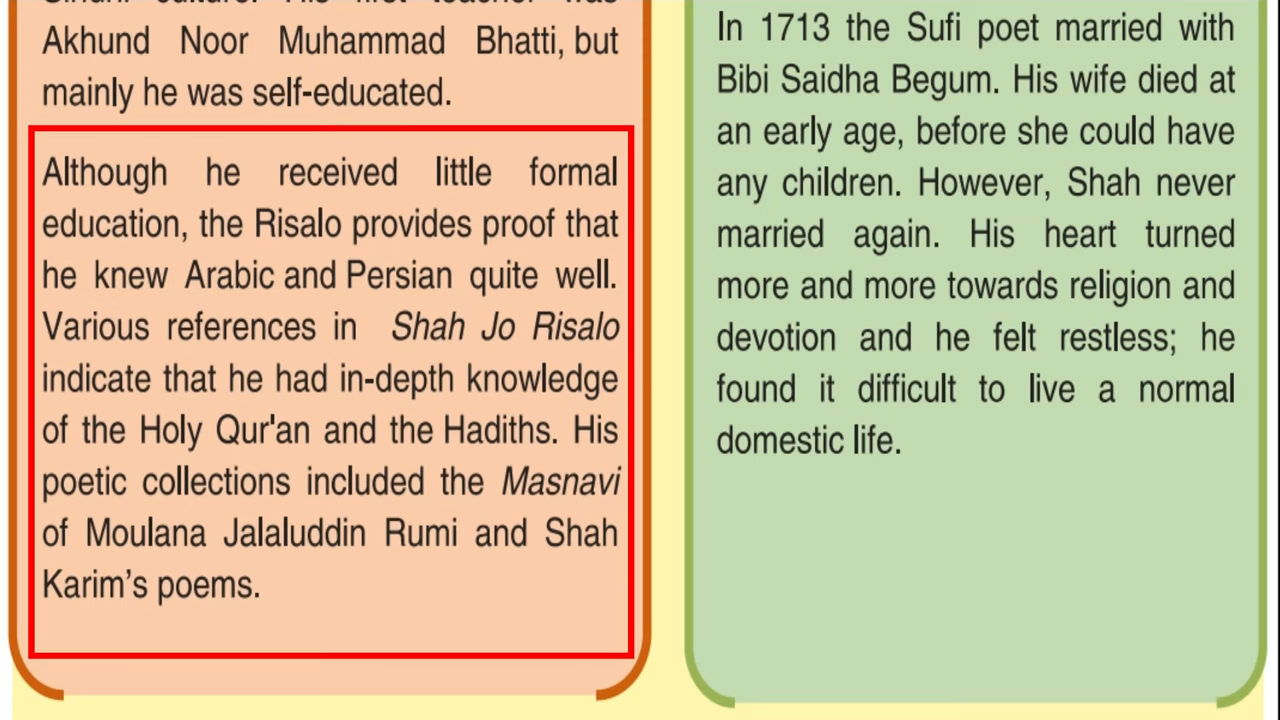 Akhund Noor Muhammad Bhatti, but
mainly he was self-educated.
Although he received little formal
education, the Risalo provides proof that
he knew Arabic and Persian quite well.
Various references in Shah Jo Risalo
indicate that he had in-depth knowledge
of the Holy Qur'an and the Hadiths. His
poetic collections included the Masnavi
of Moulana Jalaluddin Rumi and Shah
Karim's poems.
In 1713 the Sufi poet married with
Bibi Saidha Begum. His wife died at
an early age, before she could have
any children. However, Shah never
married again. His heart turned
more and more towards religion and
devotion and he felt restless; he
found it difficult to live a normal
domestic life.